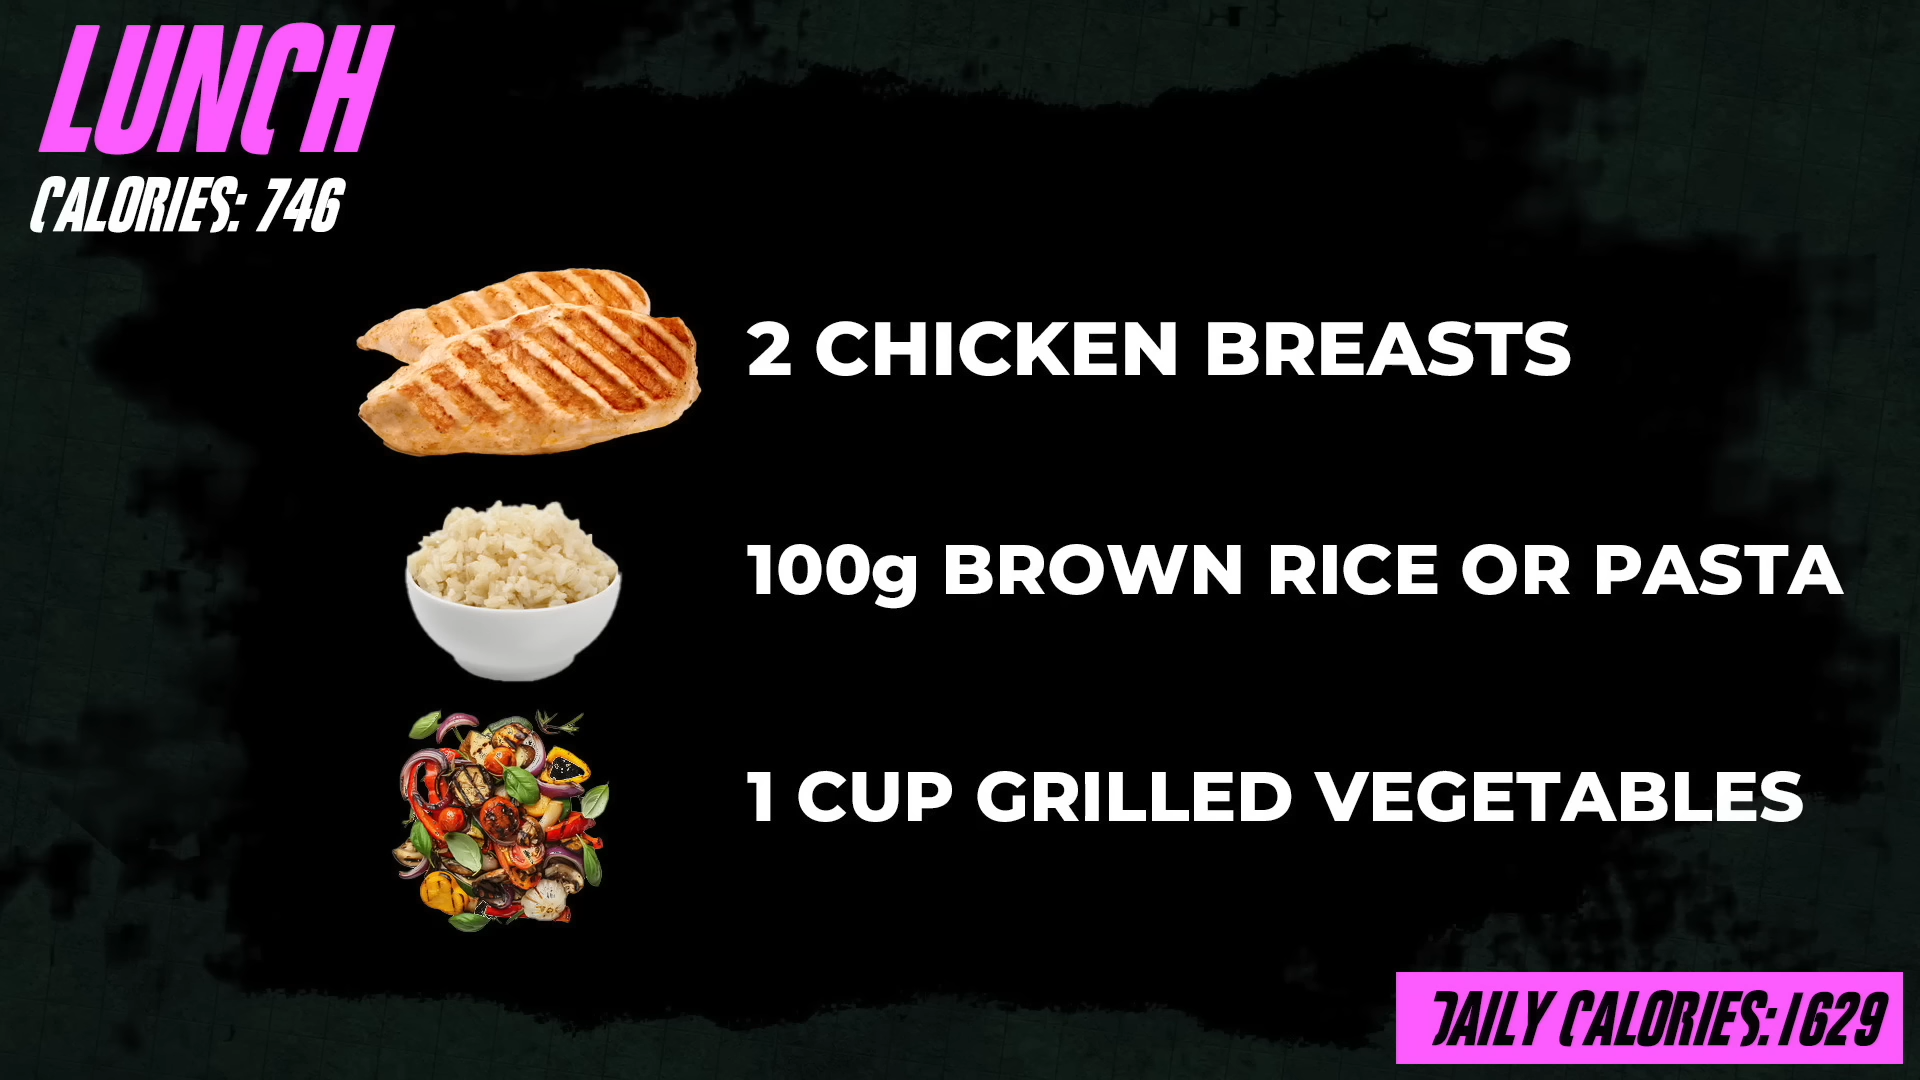 LUNCH
CALORIES: 746
2 CHICKEN BREASTS
100g BROWN RICE OR PASTA
1 CUP GRILLED VEGETABLES
DAILY CALORIES:1629